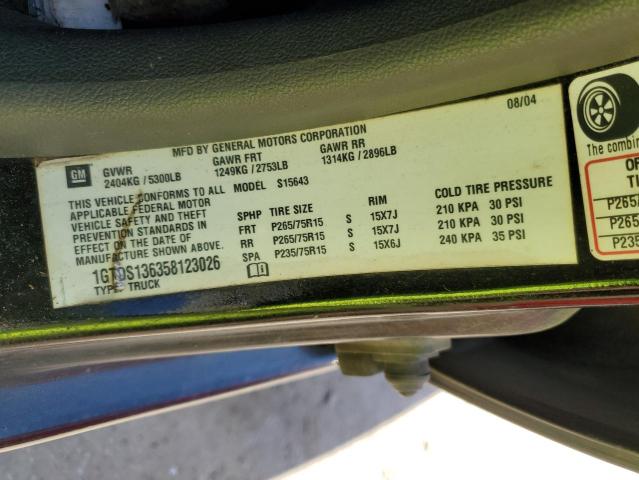 08/04
MFD BY GENERAL MOTORS CORPORATION
GM GVWR GAWR FRT GAWR RR
2404KG/5300LB 1249KG/2753LB 1314KG/2896LB
THIS VEHICLE CONFORMS TO ALL MODEL S15643
APPLICABLE FEDERAL MOTOR
VEHICLE SAFETY AND THEFT
PREVENTION STANDARDS IN
EFFECT ON THE DATE OF
MANUFACTURE SHOWN ABOVE.
SPHP TIRE SIZE RIM COLD TIRE PRESSURE
FRT P265/75R15 S 15X7J 210 KPA 30 PSI
RR P265/75R15 S 15X7J 210 KPA 30 PSI
SPA P235/75R15 S 15X6J 240 KPA 35 PSI
1GTDS136358123026
TYPE: TRUCK
The combin
OR
TI
P265/
P265
P235